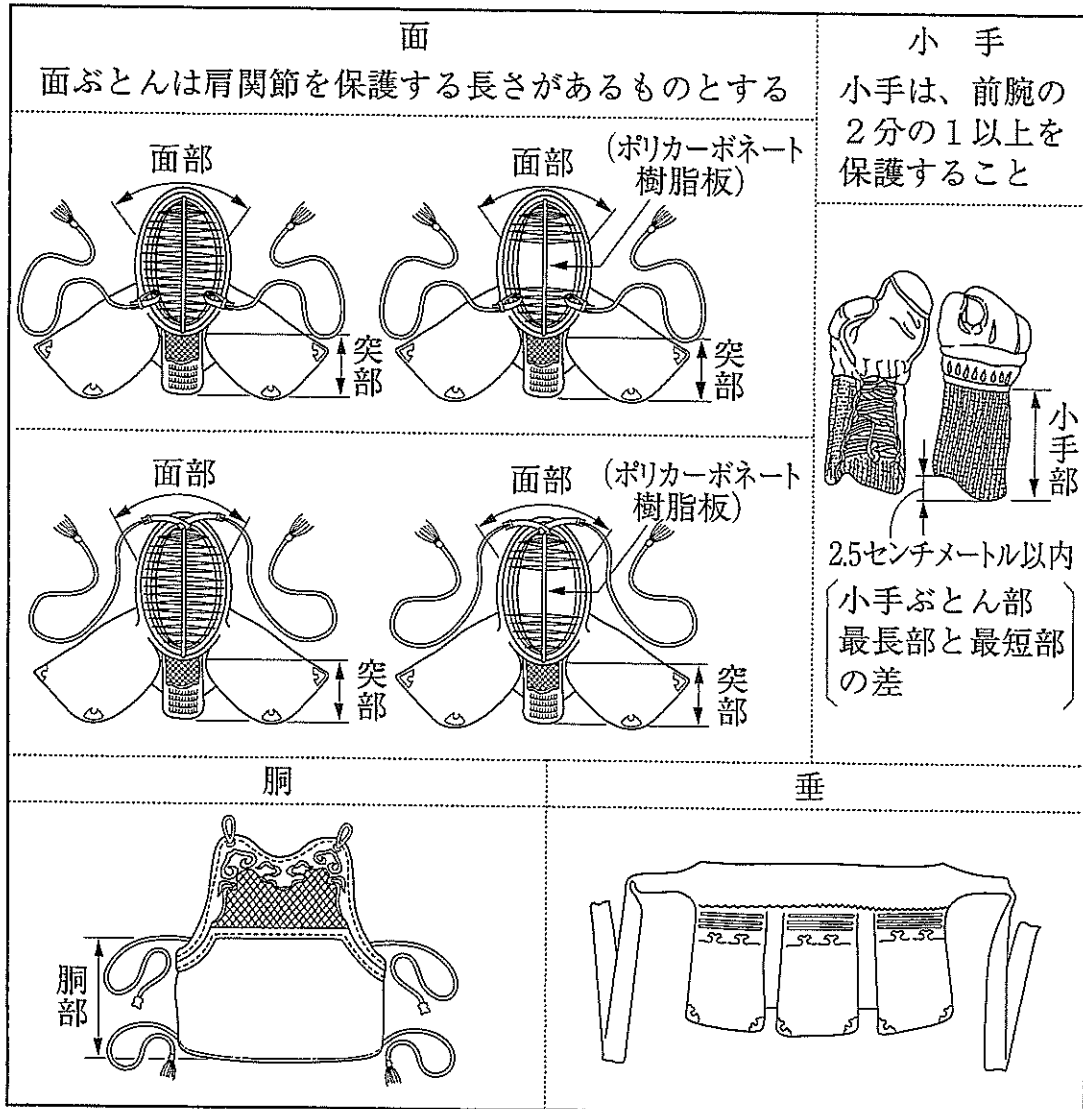 面
面ぶとんは肩関節を保護する長さがあるものとする
小手
小手は、前腕の
2分の1以上を
保護すること
面部
突部
面部
(ポリカーボネート
樹脂板)
突部
面部
突部
面部
(ポリカーボネート
樹脂板)
突部
小手部
2.5センチメートル以内
小手ぶとん部
最長部と最短部
の差
胴
胴部
垂